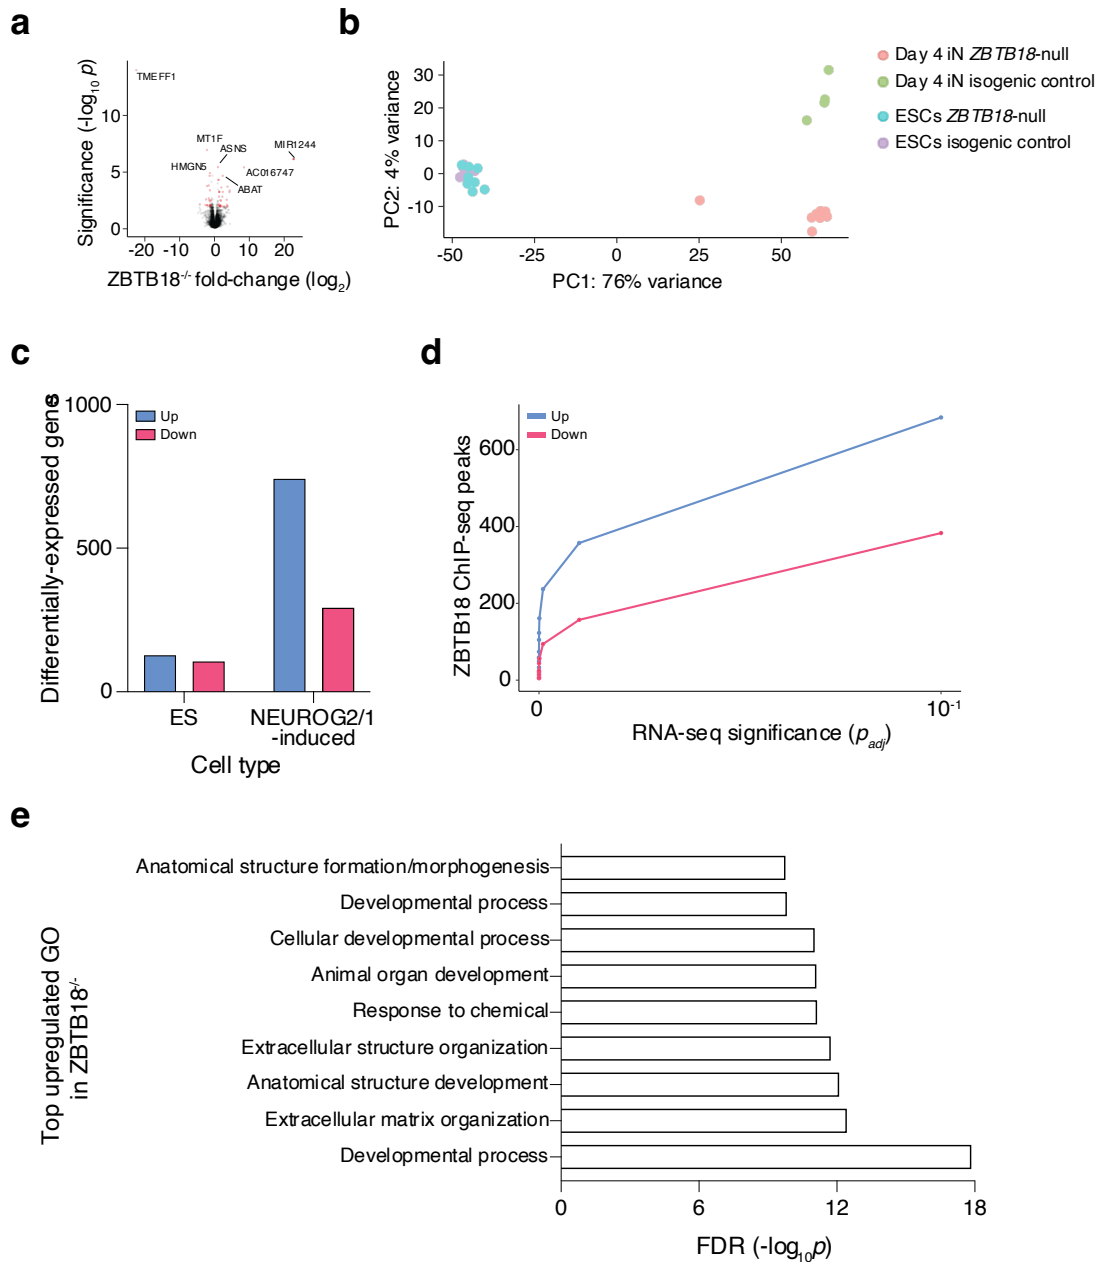 a
Significance (-log10 p)
10
5
0
TMEFF1
MT1F
ASNS
MIR1244
HMGN5
AC016747
ABAT
-20 -10 0 10 20
ZBTB18-/- fold-change (log2)
b
PC2: 4% variance
30
20
10
0
-10
-50 -25 0 25 50
PC1: 76% variance
Day 4 iN ZBTB18-null
Day 4 iN isogenic control
ESCs ZBTB18-null
ESCs isogenic control
c
Differentially-expressed genes
1000
500
0
Up
Down
ES NEUROG2/1
-induced
Cell type
d
ZBTB18 ChIP-seq peaks
600
400
200
0
Up
Down
0 10-1
RNA-seq significance (padj)
e
Top upregulated GO
in ZBTB18-/-
Anatomical structure formation/morphogenesis
Developmental process
Cellular developmental process
Animal organ development
Response to chemical
Extracellular structure organization
Anatomical structure development
Extracellular matrix organization
Developmental process
0 6 12 18
FDR (-log10p)